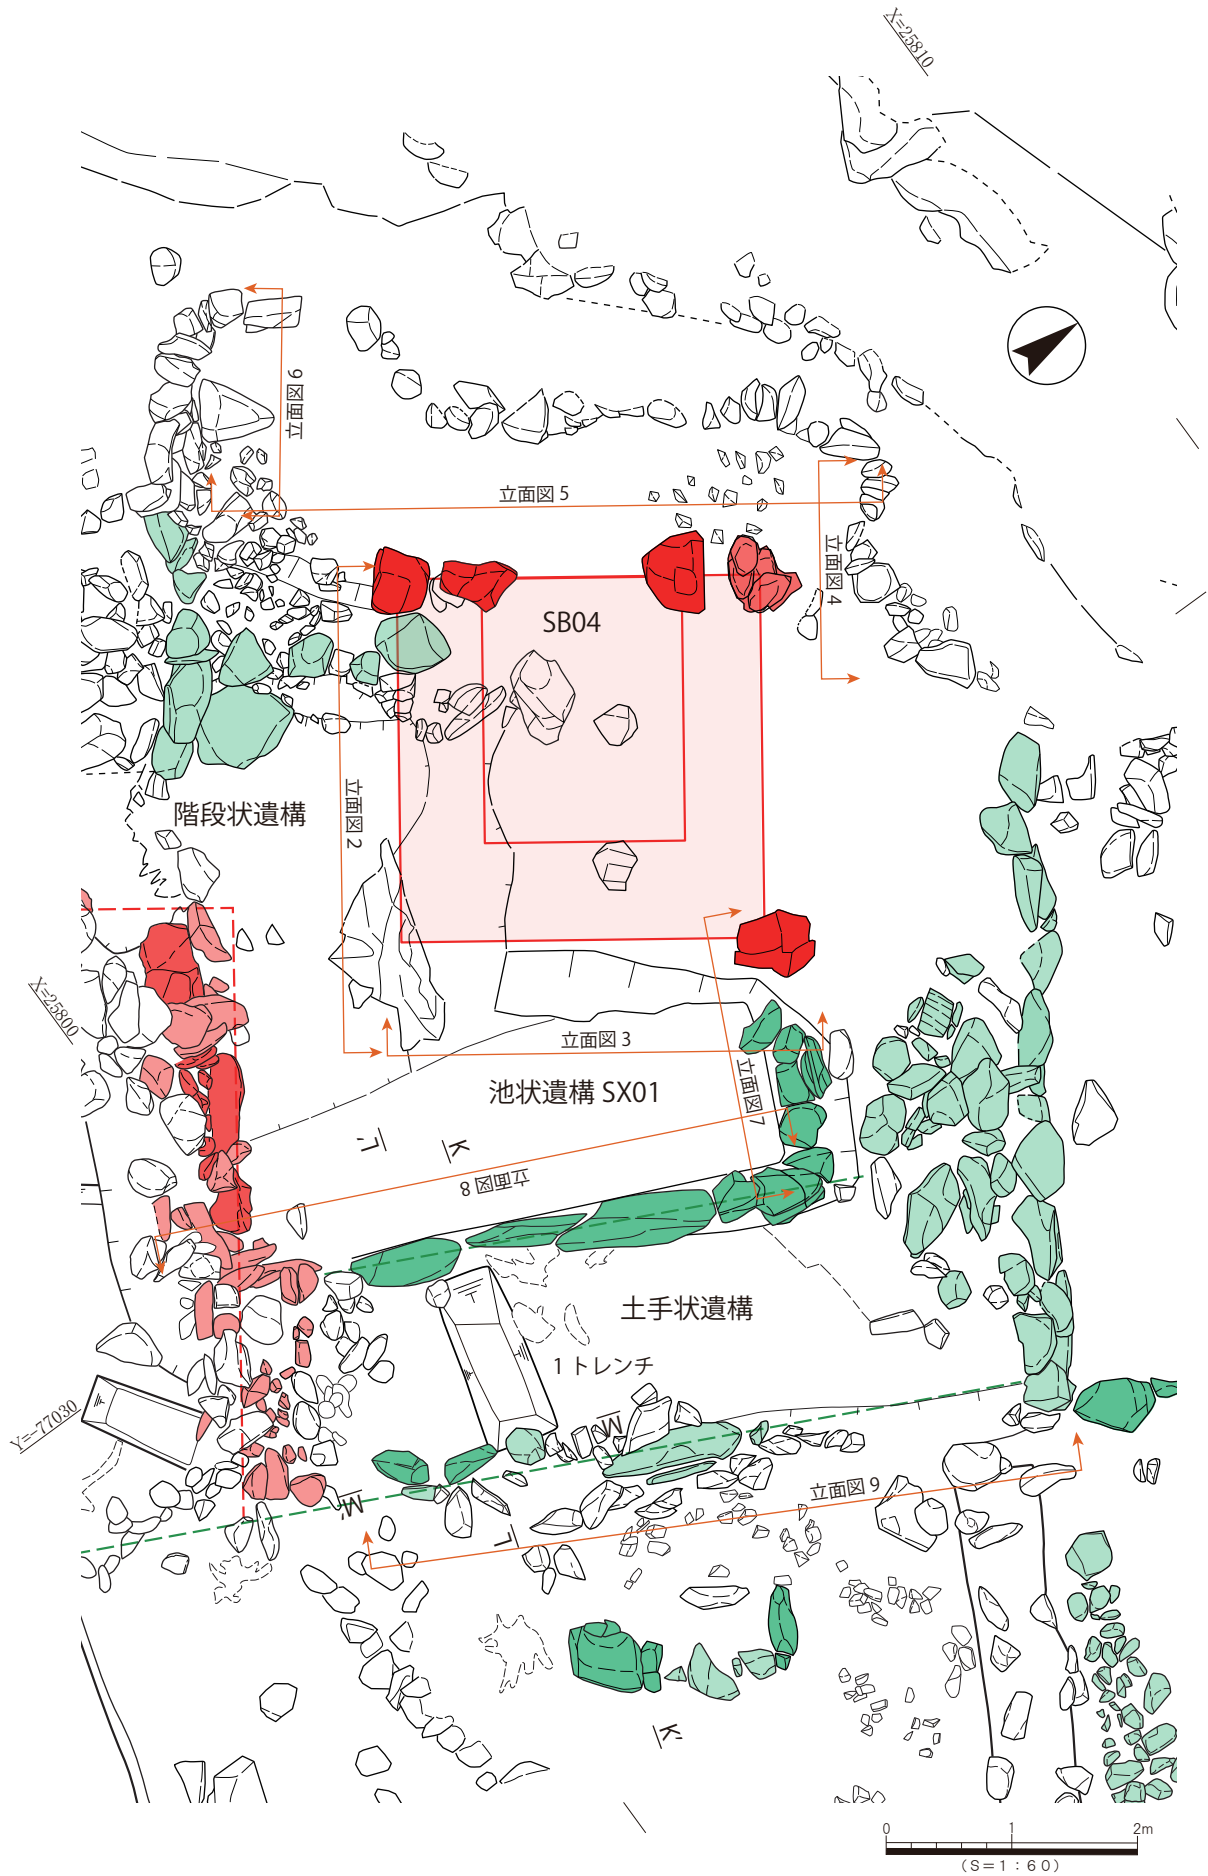 X=25810
立面図 6
立面図 5
立面図 4
SB04
立面図 2
階段状遺構
X=25800
立面図 3
立面図 7
池状遺構 SX01
L'
K
立面図 8
土手状遺構
1 トレンチ
Y=-77030
M
立面図 9
M'
L
K'
0 1 2m
(S=1:60)